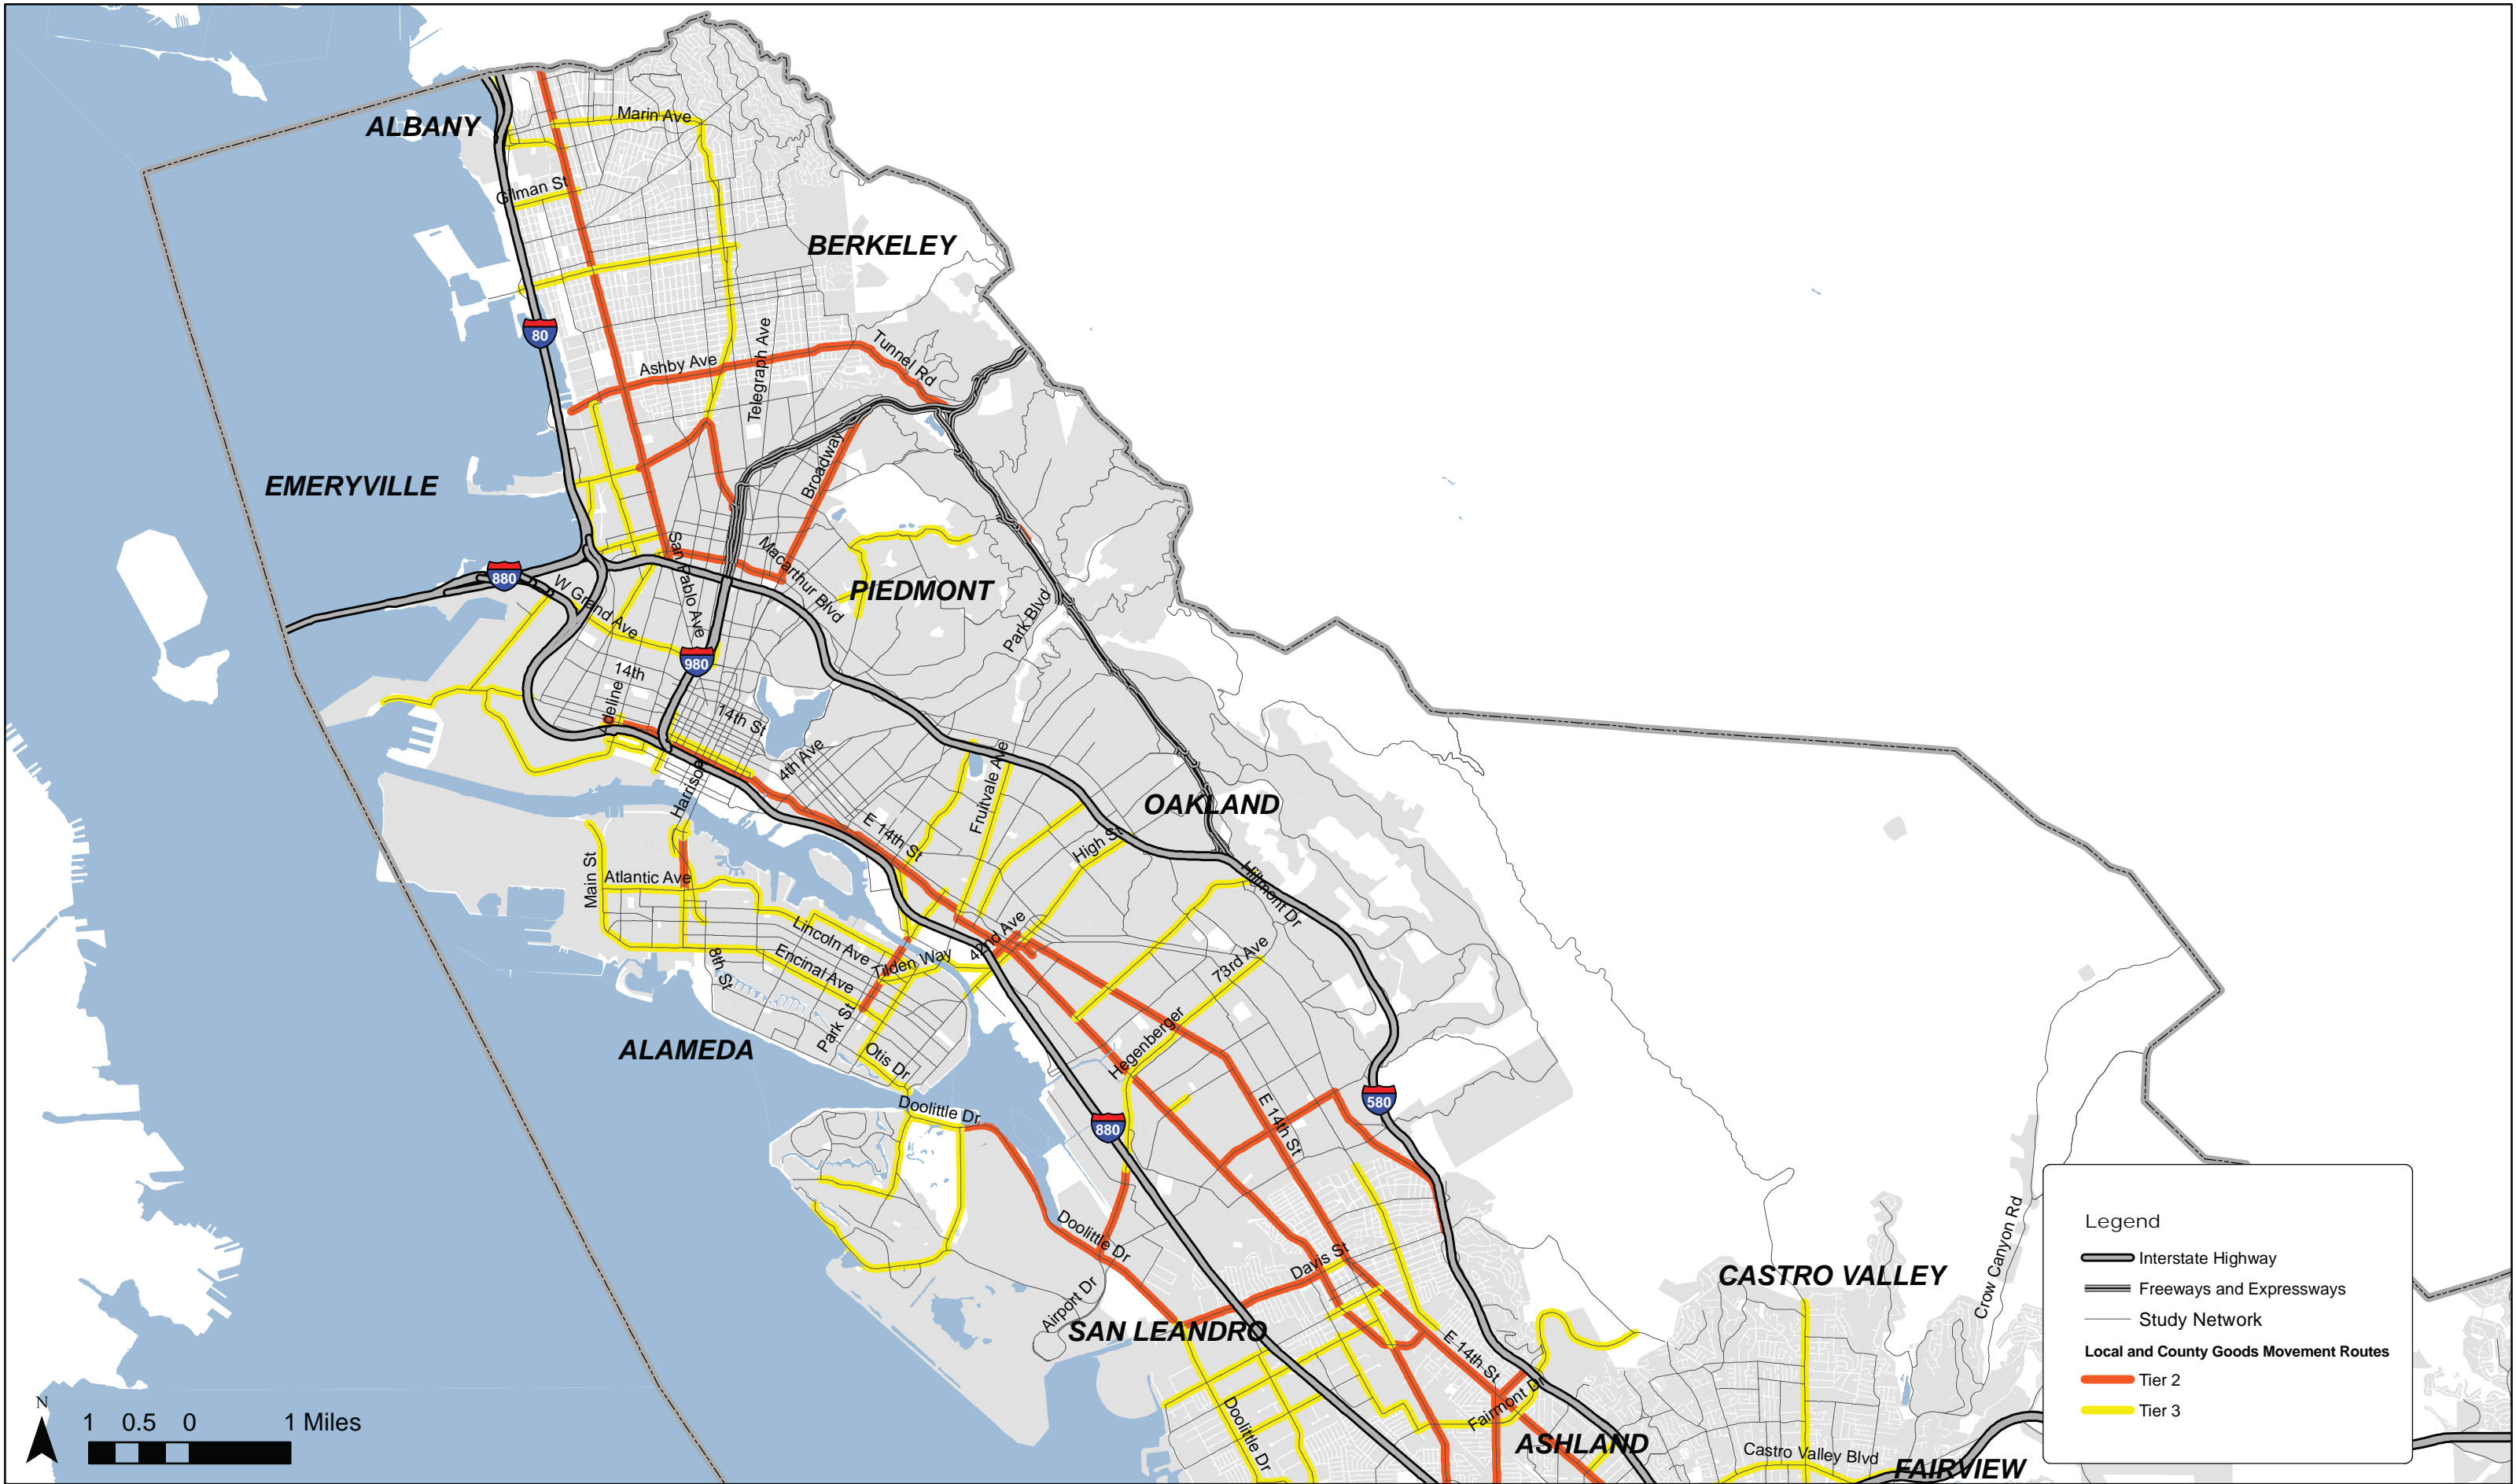 ALBANY
Marin Ave
Gilman St
BERKELEY
80
Tunnel Rd
Ashby Ave
Telegraph Ave
Broadway
EMERYVILLE
San Pablo Ave
Macarthur Blvd
880
W Grand Ave
PIEDMONT
Park Blvd
980
14th
Adeline
14th St
4th Ave
Harrison
Fruitvale Ave
OAKLAND
E 14th St
High St
Main St
Atlantic Ave
Hillmont Dr
Lincoln Ave
42nd Ave
73rd Ave
8th St
Encinal Ave
Tilden Way
Park St
Hegenberger
ALAMEDA
Otis Dr
Doolittle Dr
E 14th St
580
880
Doolittle Dr
Davis St
Airport Dr
SAN LEANDRO
CASTRO VALLEY
Crow Canyon Rd
E 14th St
Fairmont Dr
Doolittle Dr
ASHLAND
Castro Valley Blvd
FAIRVIEW
Legend
Interstate Highway
Freeways and Expressways
Study Network
Local and County Goods Movement Routes
Tier 2
Tier 3
N
1 0.5 0 1 Miles